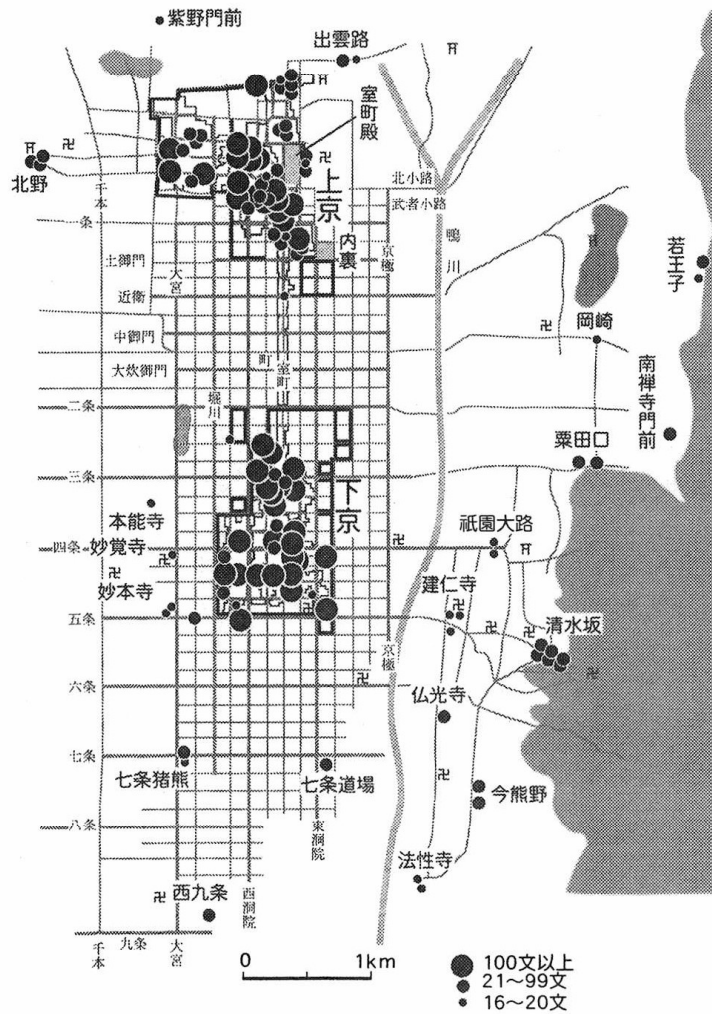 紫野門前
出雲路
室町殿
北野
千本
上京
北小路
武者小路
一条
内裏
京極
鴨川
若王子
土御門
大宮
近衛
岡崎
中御門
町
室町
大炊御門
南禅寺門前
二条
堀川
粟田口
三条
下京
本能寺
祇園大路
四条
妙覚寺
建仁寺
妙本寺
清水坂
五条
京極
六条
仏光寺
七条
七条猪熊
七条道場
今熊野
八条
東洞院
法性寺
西九条
西洞院
千本
九条
大宮
0 1km
100文以上
21〜99文
16〜20文